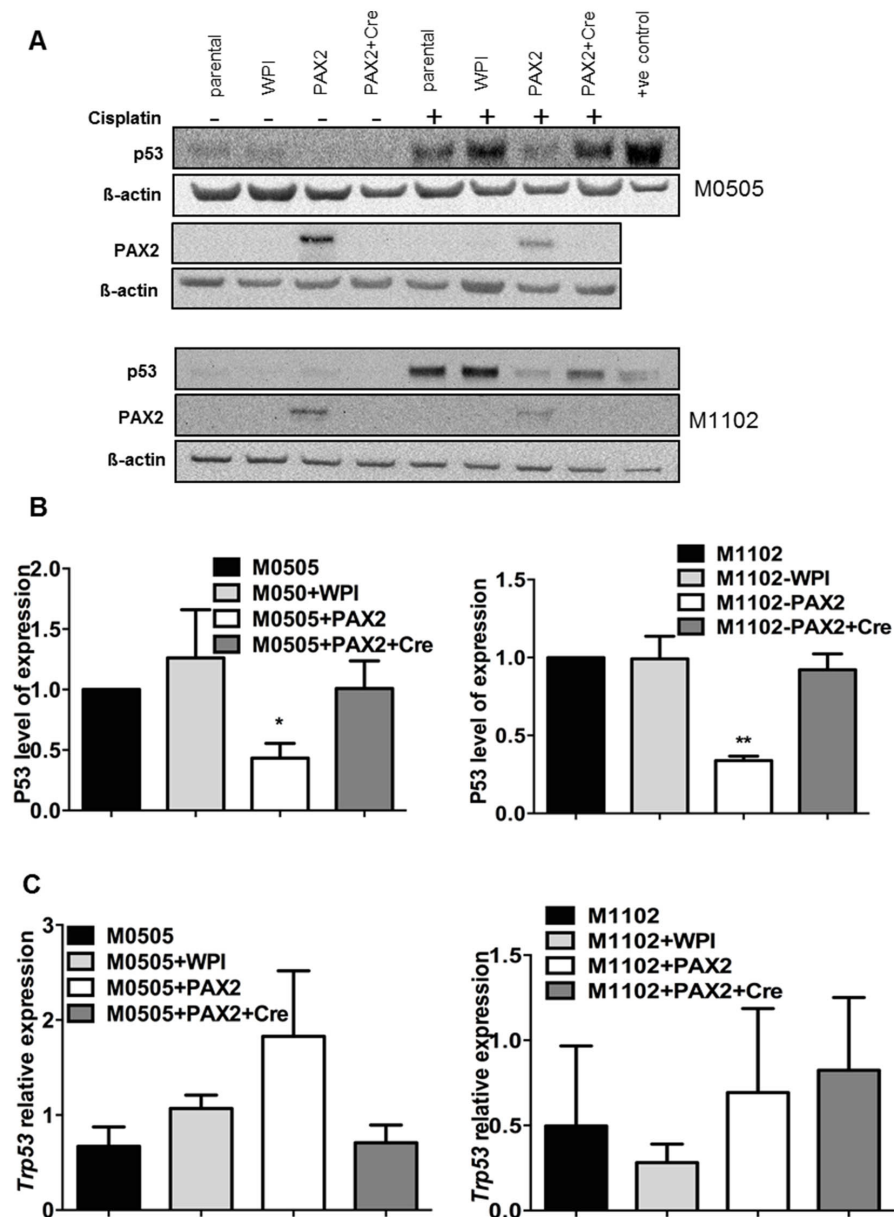 A
parental WPI PAX2 PAX2+Cre parental WPI PAX2 PAX2+Cre +ve control
Cisplatin - - - - + + + +
p53
ß-actin
M0505
PAX2
ß-actin
p53
PAX2
M1102
ß-actin
B
P53 level of expression
2.0
1.5
1.0
0.5
0.0
M0505
M050+WPI
M0505+PAX2
M0505+PAX2+Cre
*
P53 level of expression
1.5
1.0
0.5
0.0
M1102
M1102-WPI
M1102-PAX2
M1102-PAX2+Cre
**
C
Trp53 relative expression
3
2
1
0
M0505
M0505+WPI
M0505+PAX2
M0505+PAX2+Cre
Trp53 relative expression
1.5
1.0
0.5
0.0
M1102
M1102+WPI
M1102+PAX2
M1102+PAX2+Cre